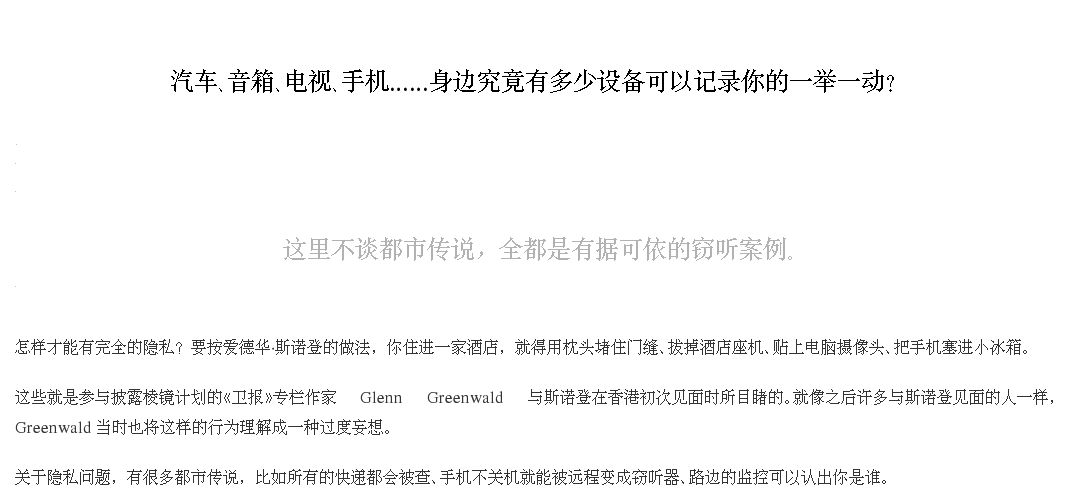 汽车、音箱、电视、手机……身边究竟有多少设备可以记录你的一举一动？
这里不谈都市传说，全都是有据可依的窃听案例。
怎样才能有完全的隐私？要按爱德华·斯诺登的做法，你住进一家酒店，就得用枕头堵住门缝、拔掉酒店座机、贴上电脑摄像头、把手机塞进小冰箱。
这些就是参与披露棱镜计划的《卫报》专栏作家 Glenn Greenwald 与斯诺登在香港初次见面时所目睹的。就像之后许多与斯诺登见面的人一样，
Greenwald 当时也将这样的行为理解成一种过度妄想。
关于隐私问题，有很多都市传说，比如所有的快递都会被查、手机不关机就能被远程变成窃听器、路边的监控可以认出你是谁。